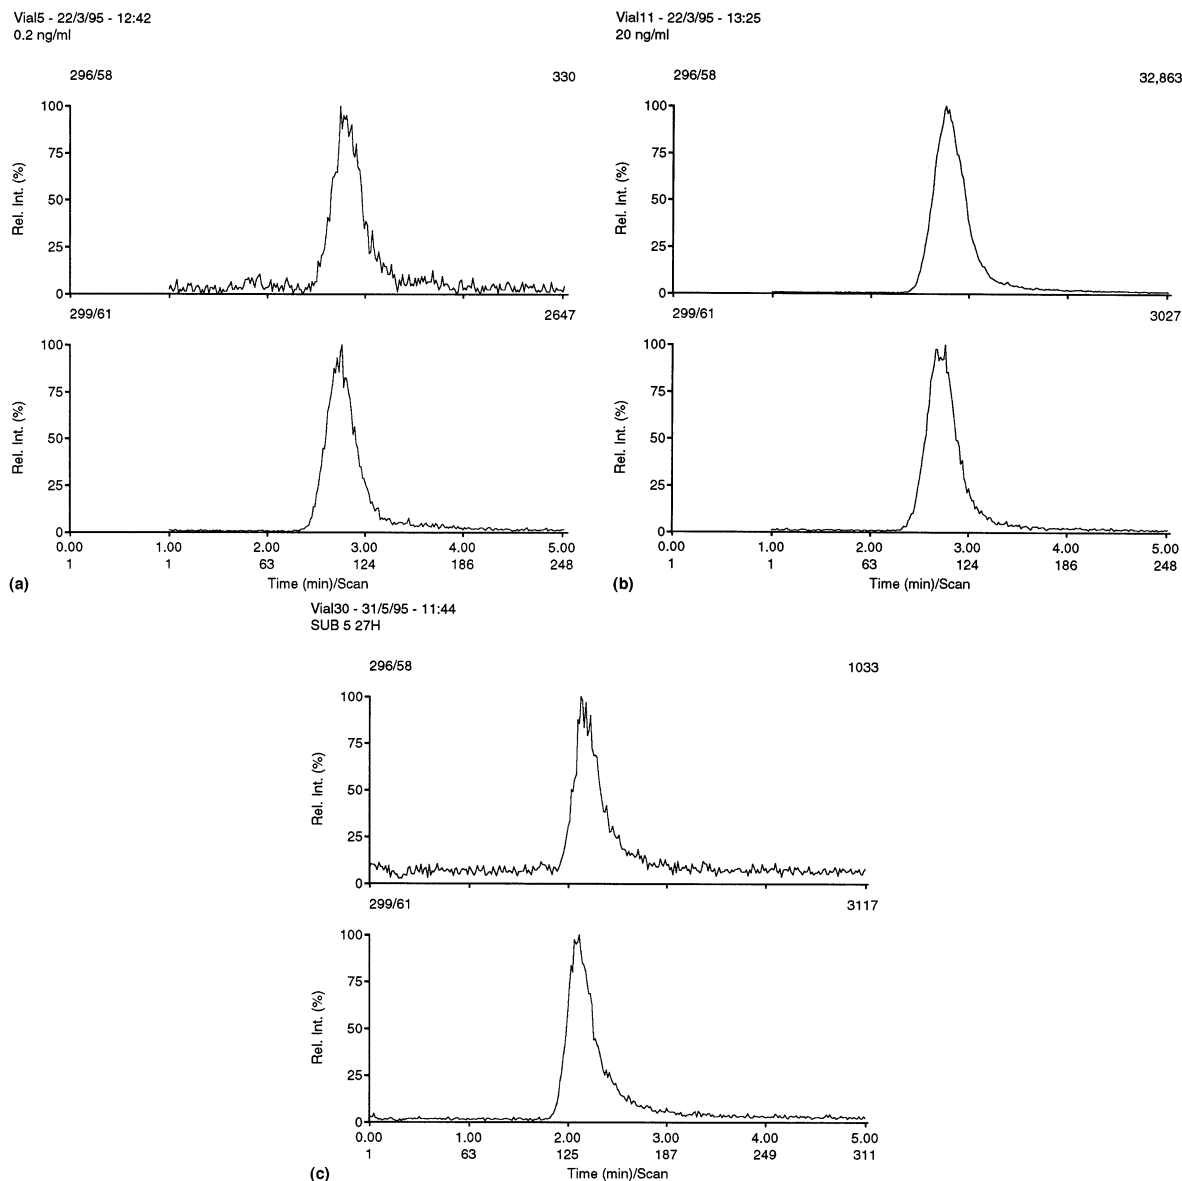 Vial5 - 22/3/95 - 12:42
0.2 ng/ml
296/58 330
100
75
50
25
0
Rel. Int. (%)
299/61 2647
100
75
50
25
0
Rel. Int. (%)
0.00 1.00 2.00 3.00 4.00 5.00
1 1 63 124 186 248
Time (min)/Scan
(a)
Vial11 - 22/3/95 - 13:25
20 ng/ml
296/58 32,863
100
75
50
25
0
Rel. Int. (%)
299/61 3027
100
75
50
25
0
Rel. Int. (%)
0.00 1.00 2.00 3.00 4.00 5.00
1 1 63 124 186 248
Time (min)/Scan
(b)
Vial30 - 31/5/95 - 11:44
SUB 5 27H
296/58 1033
100
75
50
25
0
Rel. Int. (%)
299/61 3117
100
75
50
25
0
Rel. Int. (%)
0.00 1.00 2.00 3.00 4.00 5.00
1 63 125 187 249 311
Time (min)/Scan
(c)